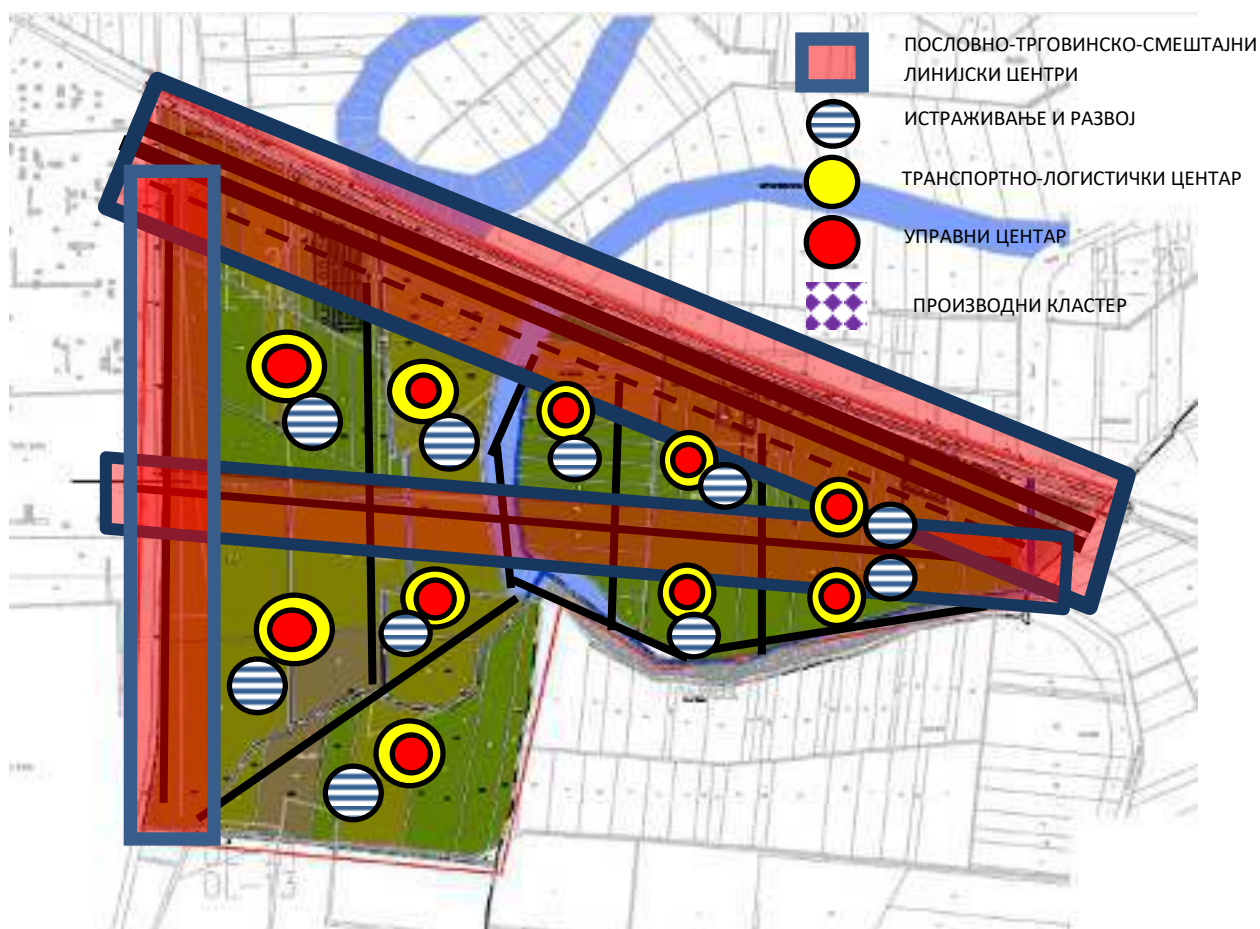 ПОСЛОВНО-ТРГОВИНСКО-СМЕШТАЈНИ
ЛИНИЈСКИ ЦЕНТРИ
ИСТРАЖИВАЊЕ И РАЗВОЈ
ТРАНСПОРТНО-ЛОГИСТИЧКИ ЦЕНТАР
УПРАВНИ ЦЕНТАР
ПРОИЗВОДНИ КЛАСТЕР